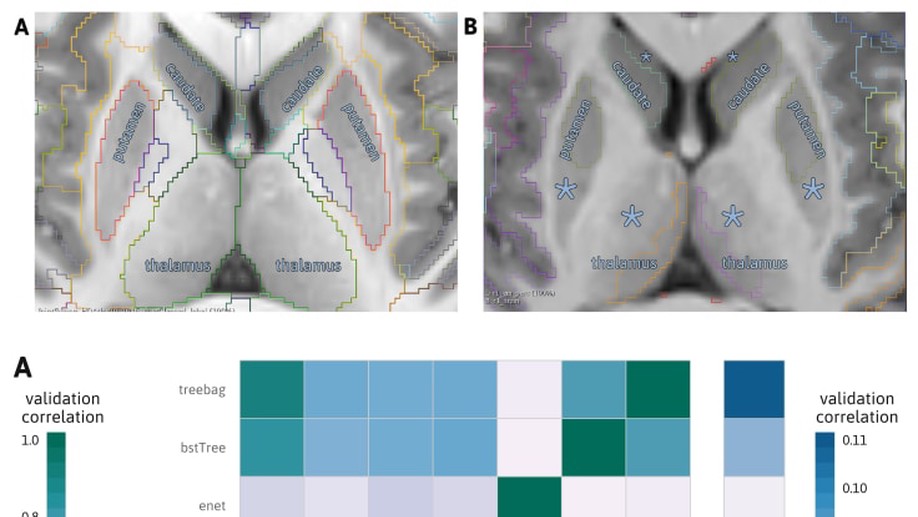 A
B
caudate
caudate
putamen
putamen
thalamus
thalamus
caudate
caudate
putamen
putamen
thalamus
thalamus
A
validation
correlation
1.0
0.8
treebag
bstTree
enet
validation
correlation
0.11
0.10